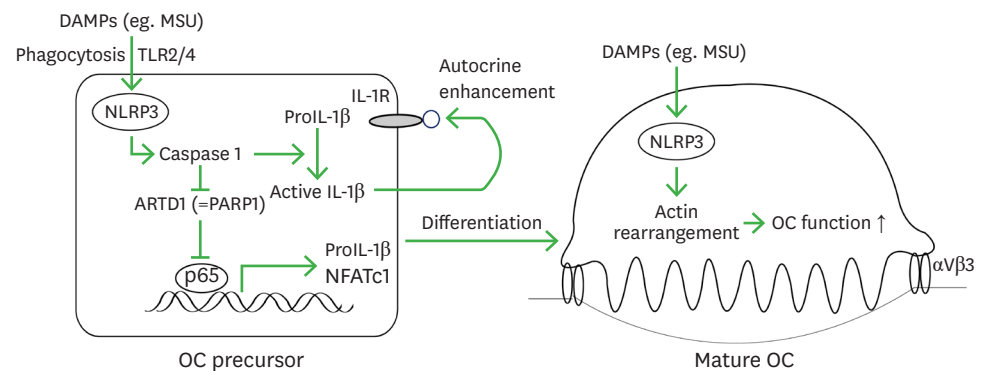 DAMPs (eg. MSU)
Phagocytosis TLR2/4
NLRP3
Caspase 1
ARTD1 (=PARP1)
p65
ProIL-1β
Active IL-1β
IL-1R
Autocrine
enhancement
ProIL-1β
NFATc1
OC precursor
Differentiation
DAMPs (eg. MSU)
NLRP3
Actin
rearrangement
OC function ↑
αVβ3
Mature OC